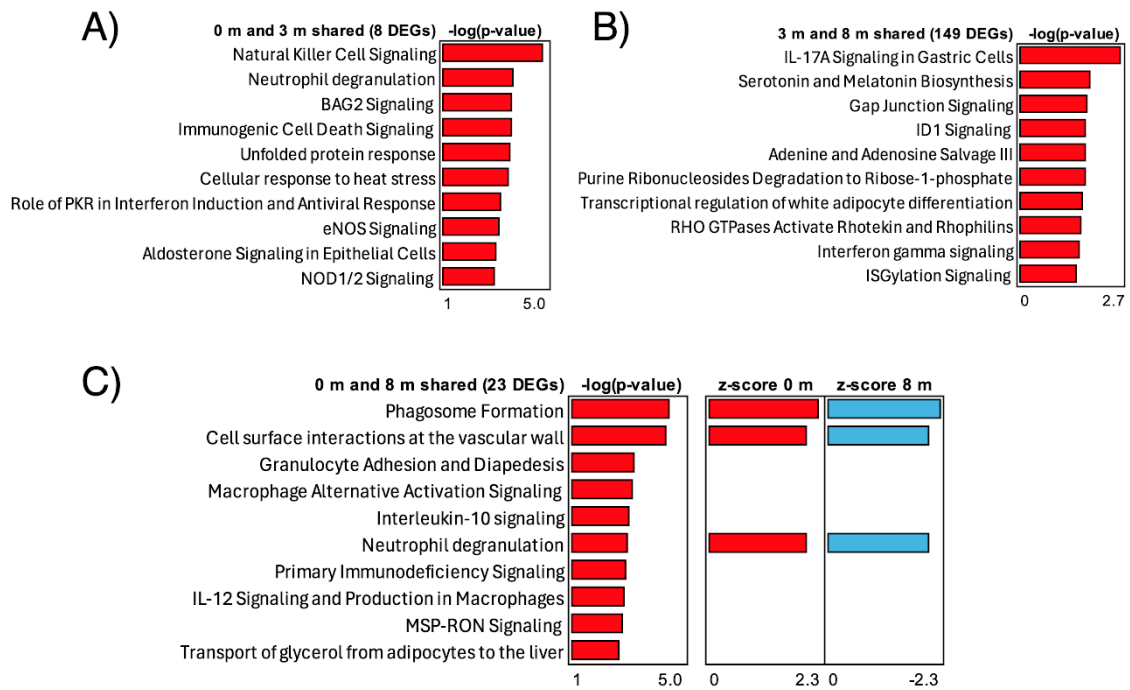 A)
0 m and 3 m shared (8 DEGs) -log(p-value)
Natural Killer Cell Signaling
Neutrophil degranulation
BAG2 Signaling
Immunogenic Cell Death Signaling
Unfolded protein response
Cellular response to heat stress
Role of PKR in Interferon Induction and Antiviral Response
eNOS Signaling
Aldosterone Signaling in Epithelial Cells
NOD1/2 Signaling
1 5.0
B)
3 m and 8 m shared (149 DEGs) -log(p-value)
IL-17A Signaling in Gastric Cells
Serotonin and Melatonin Biosynthesis
Gap Junction Signaling
ID1 Signaling
Adenine and Adenosine Salvage III
Purine Ribonucleosides Degradation to Ribose-1-phosphate
Transcriptional regulation of white adipocyte differentiation
RHO GTPases Activate Rhotekin and Rhophilins
Interferon gamma signaling
ISGylation Signaling
0 2.7
C)
0 m and 8 m shared (23 DEGs) -log(p-value) z-score 0 m z-score 8 m
Phagosome Formation
Cell surface interactions at the vascular wall
Granulocyte Adhesion and Diapedesis
Macrophage Alternative Activation Signaling
Interleukin-10 signaling
Neutrophil degranulation
Primary Immunodeficiency Signaling
IL-12 Signaling and Production in Macrophages
MSP-RON Signaling
Transport of glycerol from adipocytes to the liver
1 5.0 0 2.3 0 -2.3